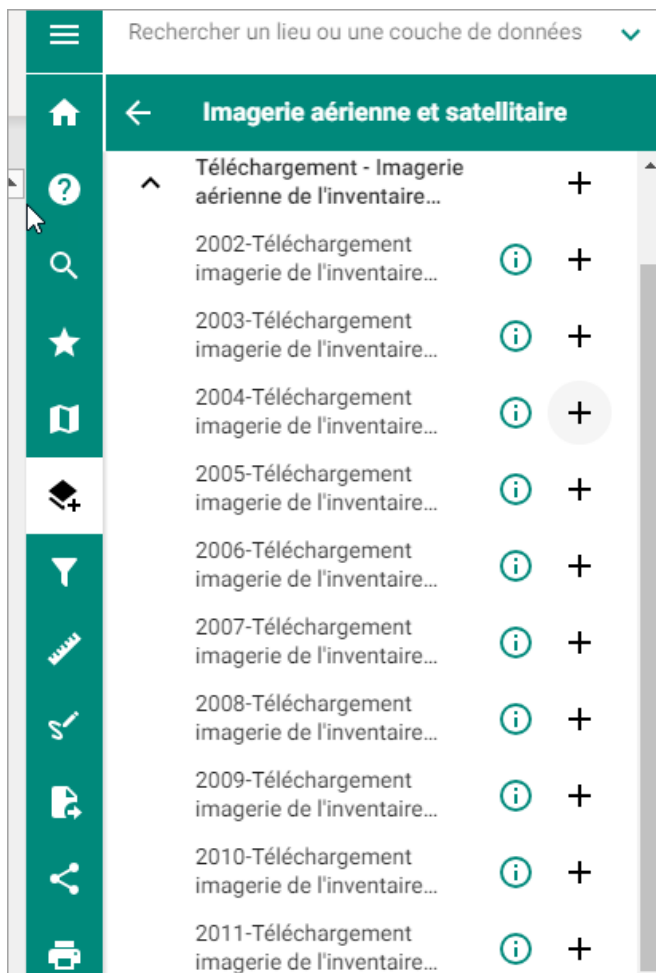 Rechercher un lieu ou une couche de données
Imagerie aérienne et satellitaire
Téléchargement - Imagerie
aérienne de l'inventaire...
2002-Téléchargement
imagerie de l'inventaire...
2003-Téléchargement
imagerie de l'inventaire...
2004-Téléchargement
imagerie de l'inventaire...
2005-Téléchargement
imagerie de l'inventaire...
2006-Téléchargement
imagerie de l'inventaire...
2007-Téléchargement
imagerie de l'inventaire...
2008-Téléchargement
imagerie de l'inventaire...
2009-Téléchargement
imagerie de l'inventaire...
2010-Téléchargement
imagerie de l'inventaire...
2011-Téléchargement
imagerie de l'inventaire...